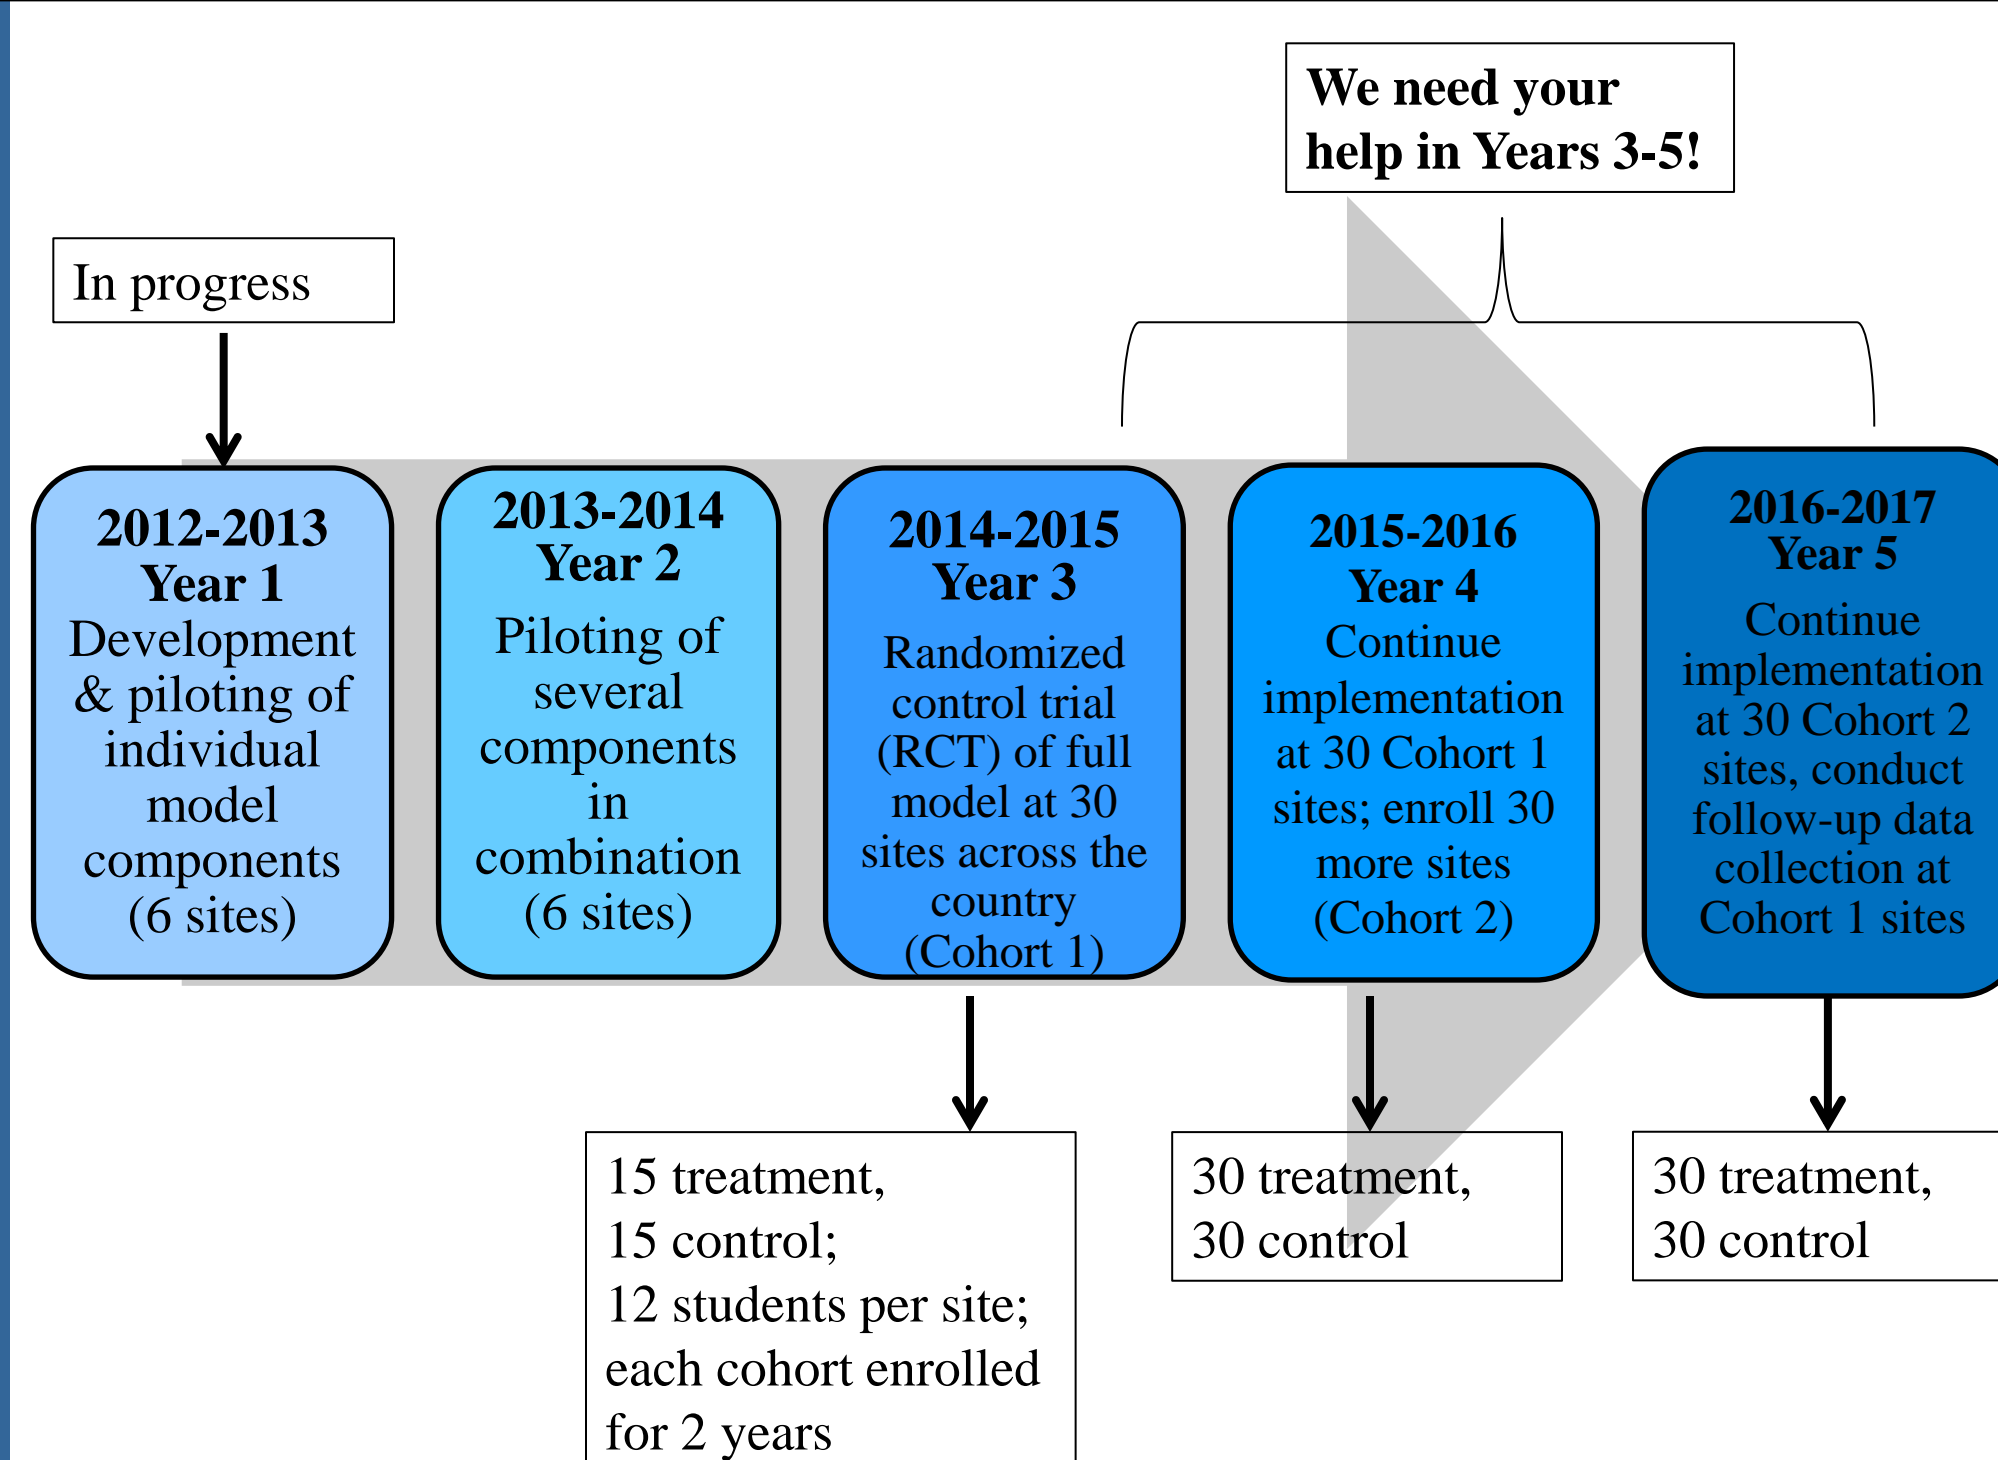 We need your
help in Years 3-5!
In progress
2012-2013
Year 1
Development
& piloting of
individual
model
components
(6 sites)
2013-2014
Year 2
Piloting of
several
components
in
combination
(6 sites)
2014-2015
Year 3
Randomized
control trial
(RCT) of full
model at 30
sites across the
country
(Cohort 1)
2015-2016
Year 4
Continue
implementation
at 30 Cohort 1
sites; enroll 30
more sites
(Cohort 2)
2016-2017
Year 5
Continue
implementation
at 30 Cohort 2
sites, conduct
follow-up data
collection at
Cohort 1 sites
15 treatment,
15 control;
12 students per site;
each cohort enrolled
for 2 years
30 treatment,
30 control
30 treatment,
30 control